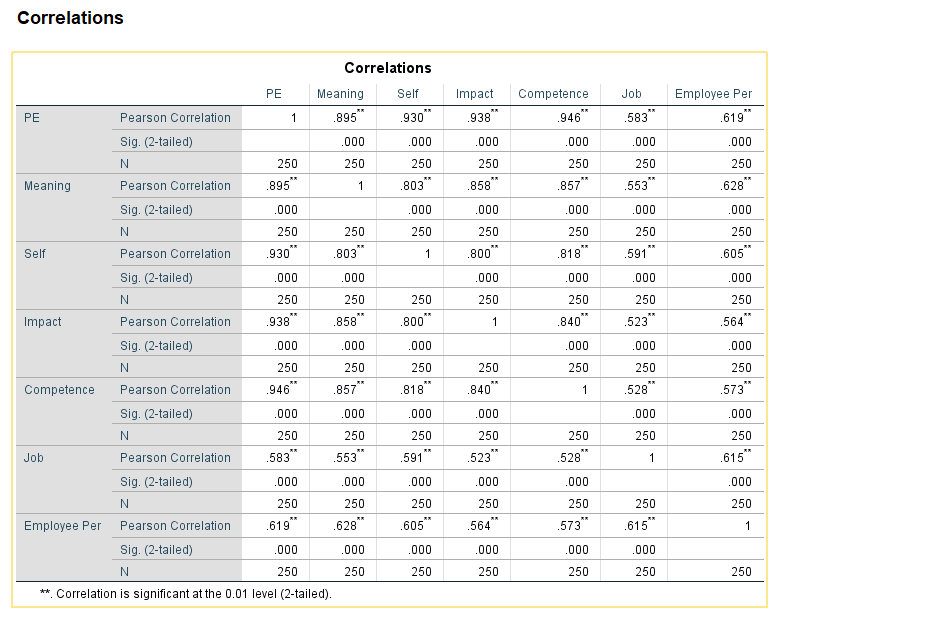 Correlations
Correlations
PE Meaning Self Impact Competence Job Employee Per
PE Pearson Correlation 1 .895** .930** .938** .946** .583** .619**
Sig. (2-tailed) .000 .000 .000 .000 .000 .000
N 250 250 250 250 250 250 250
Meaning Pearson Correlation .895** 1 .803** .858** .857** .553** .628**
Sig. (2-tailed) .000 .000 .000 .000 .000 .000
N 250 250 250 250 250 250 250
Self Pearson Correlation .930** .803** 1 .800** .818** .591** .605**
Sig. (2-tailed) .000 .000 .000 .000 .000 .000
N 250 250 250 250 250 250 250
Impact Pearson Correlation .938** .858** .800** 1 .840** .523** .564**
Sig. (2-tailed) .000 .000 .000 .000 .000 .000
N 250 250 250 250 250 250 250
Competence Pearson Correlation .946** .857** .818** .840** 1 .528** .573**
Sig. (2-tailed) .000 .000 .000 .000 .000 .000
N 250 250 250 250 250 250 250
Job Pearson Correlation .583** .553** .591** .523** .528** 1 .615**
Sig. (2-tailed) .000 .000 .000 .000 .000 .000
N 250 250 250 250 250 250 250
Employee Per Pearson Correlation .619** .628** .605** .564** .573** .615** 1
Sig. (2-tailed) .000 .000 .000 .000 .000 .000
N 250 250 250 250 250 250 250
**. Correlation is significant at the 0.01 level (2-tailed).